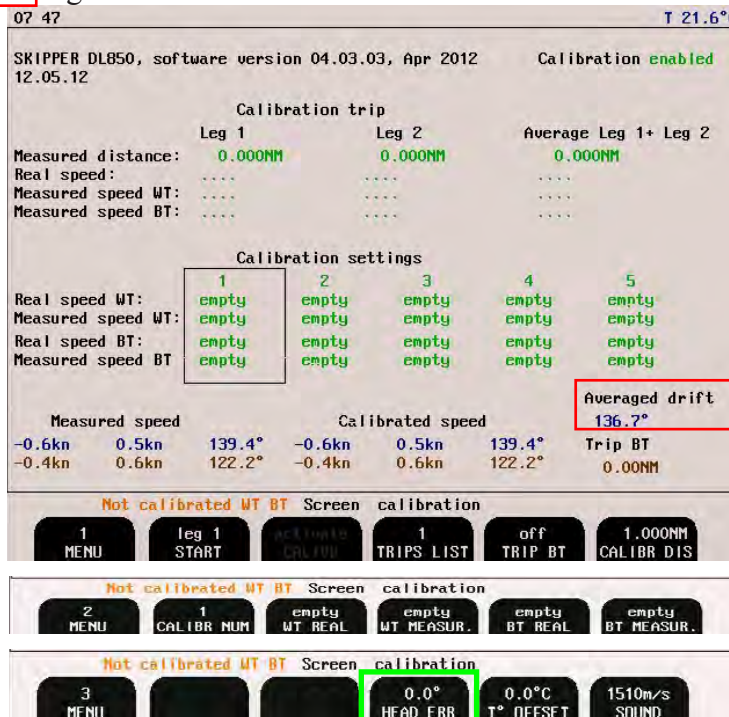 07 47 T 21.6°
SKIPPER DL850, software version 04.03.03, Apr 2012 Calibration enabled
12.05.12
Calibration trip
Leg 1 Leg 2 Average Leg 1+ Leg 2
Measured distance: 0.000NM 0.000NM 0.000NM
Real speed: .... .... ....
Measured speed WT: .... .... ....
Measured speed BT: .... .... ....
Calibration settings
1 2 3 4 5
Real speed WT: empty empty empty empty empty
Measured speed WT: empty empty empty empty empty
Real speed BT: empty empty empty empty empty
Measured speed BT empty empty empty empty empty
Averaged drift
Measured speed Calibrated speed 136.7°
-0.6kn 0.5kn 139.4° -0.6kn 0.5kn 139.4° Trip BT
-0.4kn 0.6kn 122.2° -0.4kn 0.6kn 122.2° 0.00NM
Not calibrated WT BT Screen calibration
1 leg 1 activate 1 off 1.000NM
MENU START TRIPS LIST TRIP BT CALIBR DIS
Not calibrated WT BT Screen calibration
2 1 empty empty empty empty
MENU CALIBR NUM WT REAL WT MEASUR. BT REAL BT MEASUR.
Not calibrated WT BT Screen calibration
3 0.0° 0.0°C 1510m/s
MENU HEAD ERR T° OFFSET SOUND